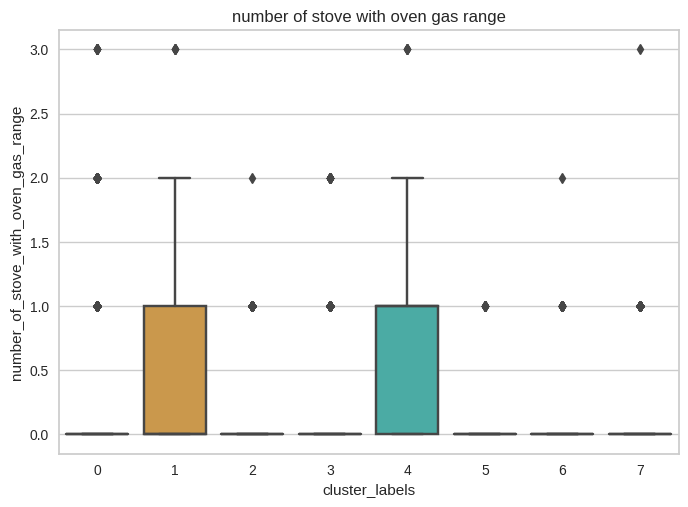 number of stove with oven gas range
number_of_stove_with_oven_gas_range
3.0
2.5
2.0
1.5
1.0
0.5
0.0
0 1 2 3 4 5 6 7
cluster_labels